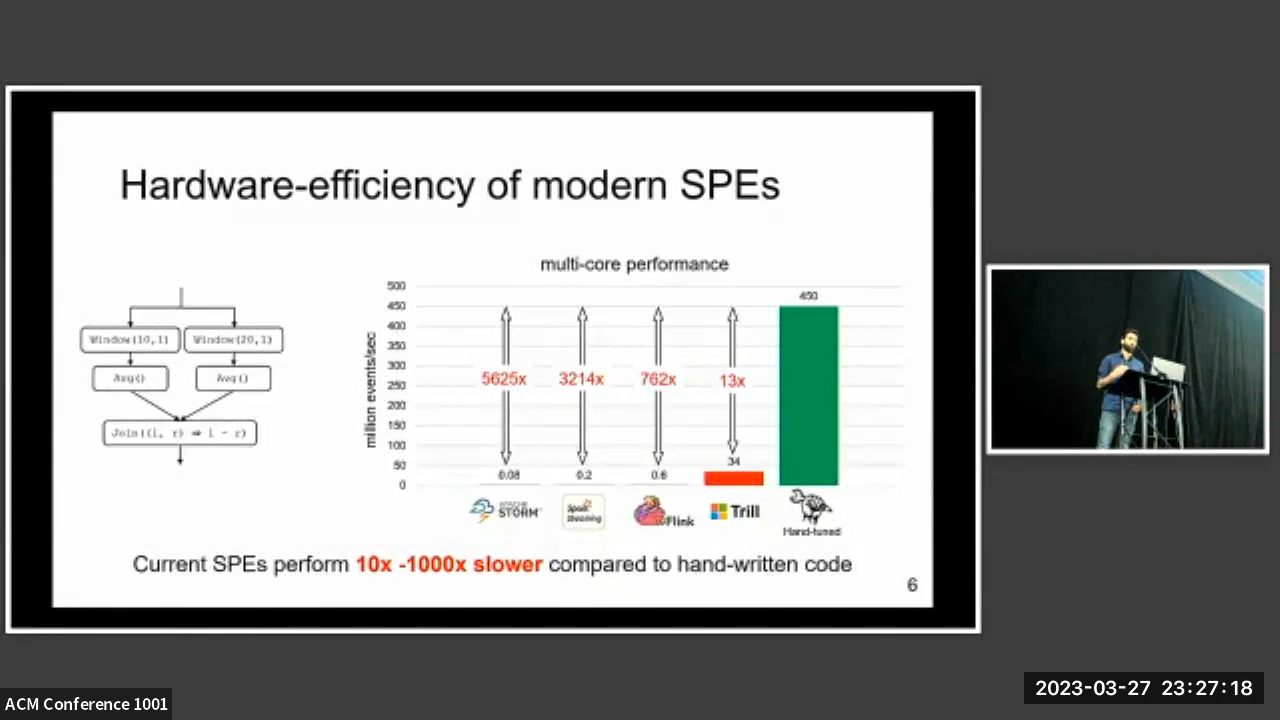 Hardware-efficiency of modern SPEs
multi-core performance
million events/sec
500
450
400
350
300
250
200
150
100
50
0
5625x
3214x
762x
13x
0.08
0.2
0.6
34
450
APACHE STORM
Spark Streaming
Flink
Trill
Hand-tuned
Window(10,1)
Window(20,1)
Avg()
Avg()
Join((l, r) ⇒ l - r)
Current SPEs perform 10x -1000x slower compared to hand-written code
6
ACM Conference 1001
2023-03-27 23:27:18